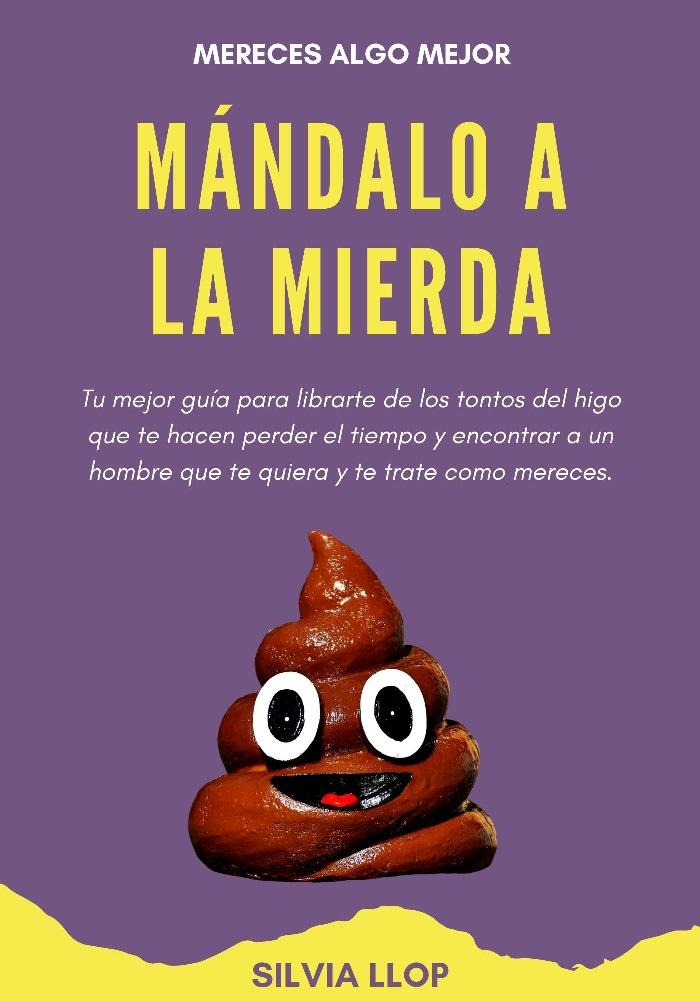 MERECES ALGO MEJOR
MÁNDALO A
LA MIERDA
Tu mejor guía para librarte de los tontos del higo
que te hacen perder el tiempo y encontrar a un
hombre que te quiera y te trate como mereces.
SILVIA LLOP